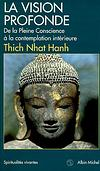 LA VISION
PROFONDE
De la Pleine Conscience
à la contemplation intérieure
Thich Nhat Hanh
Spiritualités vivantes
Albin Michel